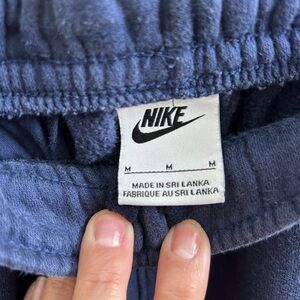 NIKE
M M M
MADE IN SRI LANKA
FABRIQUE AU SRI LANKA